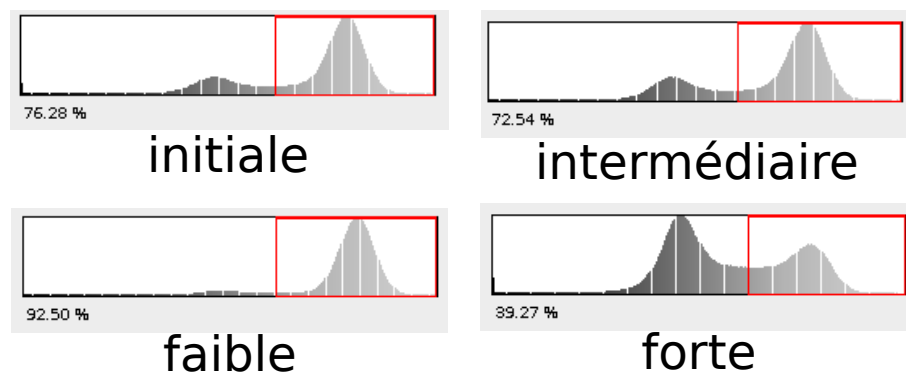 76.28 %
initiale
72.54 %
intermédiaire
92.50 %
faible
39.27 %
forte